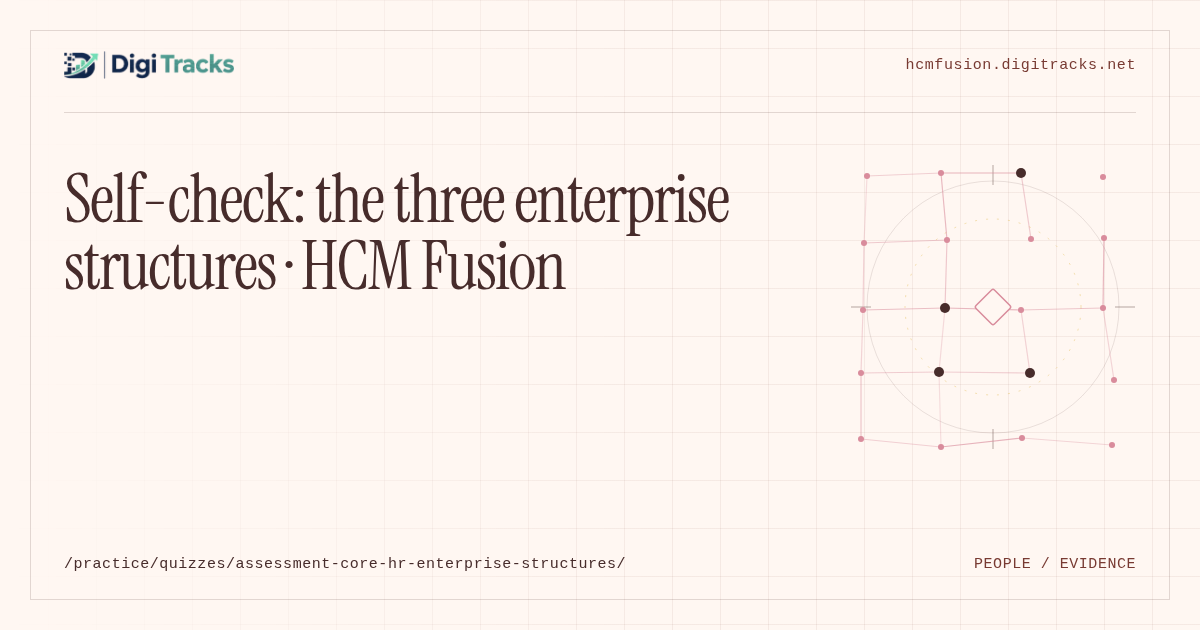 Digi Tracks
hcmfusion.digitracks.net
Self-check: the three enterprise
structures · HCM Fusion
/practice/quizzes/assessment-core-hr-enterprise-structures/
PEOPLE / EVIDENCE